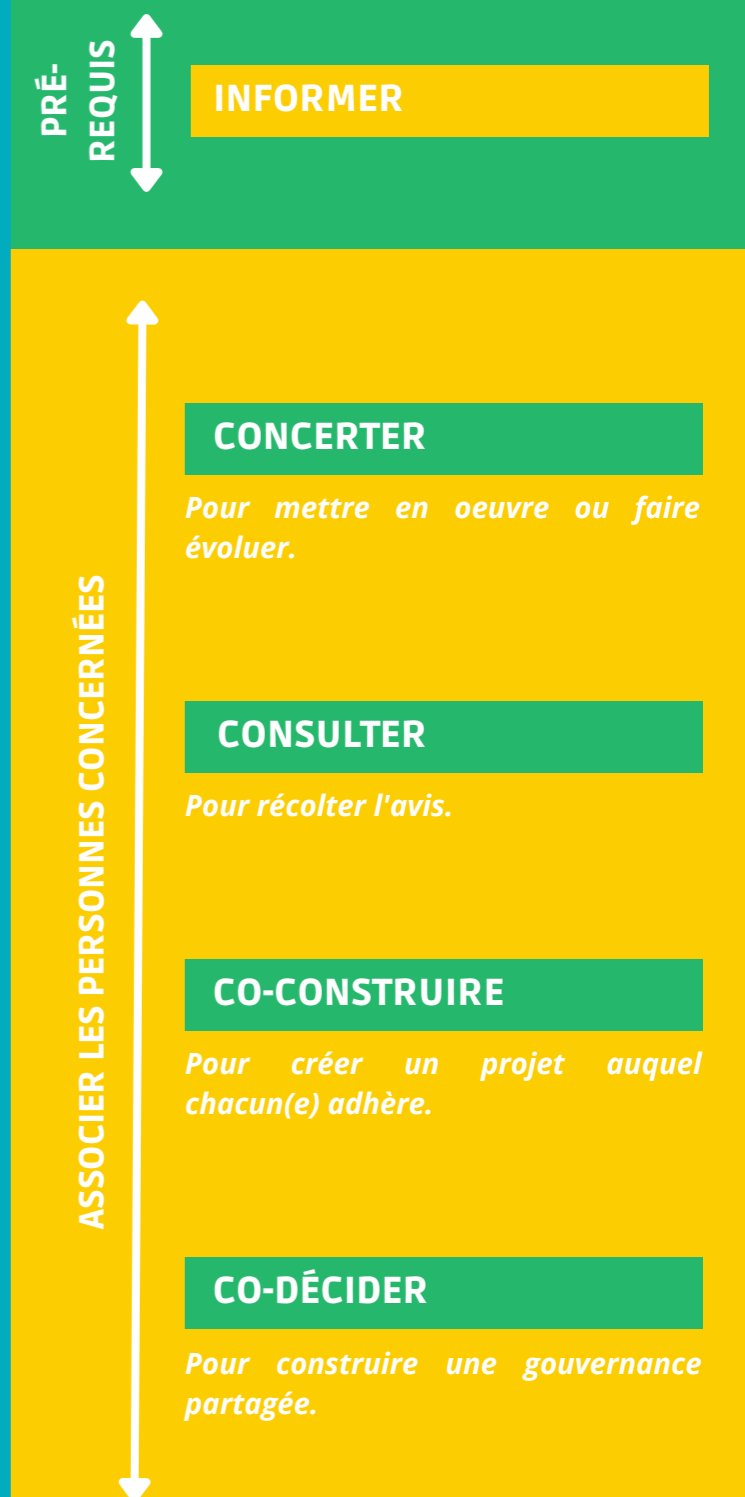 PRÉ-
REQUIS
INFORMER
ASSOCIER LES PERSONNES CONCERNÉES
CONCERTER
Pour mettre en oeuvre ou faire
évoluer.
CONSULTER
Pour récolter l'avis.
CO-CONSTRUIRE
Pour créer un projet auquel
chacun(e) adhère.
CO-DÉCIDER
Pour construire une gouvernance
partagée.